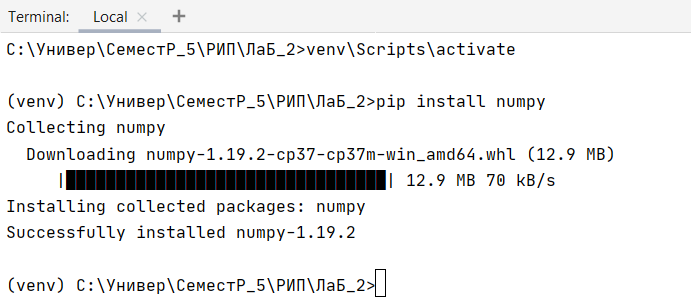 Terminal: Local ×  +
C:\Универ\СеместР_5\РИП\ЛаБ_2>venv\Scripts\activate
(venv) C:\Универ\СеместР_5\РИП\ЛаБ_2>pip install numpy
Collecting numpy
  Downloading numpy-1.19.2-cp37-cp37m-win_amd64.whl (12.9 MB)
     |████████████████████████████████| 12.9 MB 70 kB/s
Installing collected packages: numpy
Successfully installed numpy-1.19.2
(venv) C:\Универ\СеместР_5\РИП\ЛаБ_2>